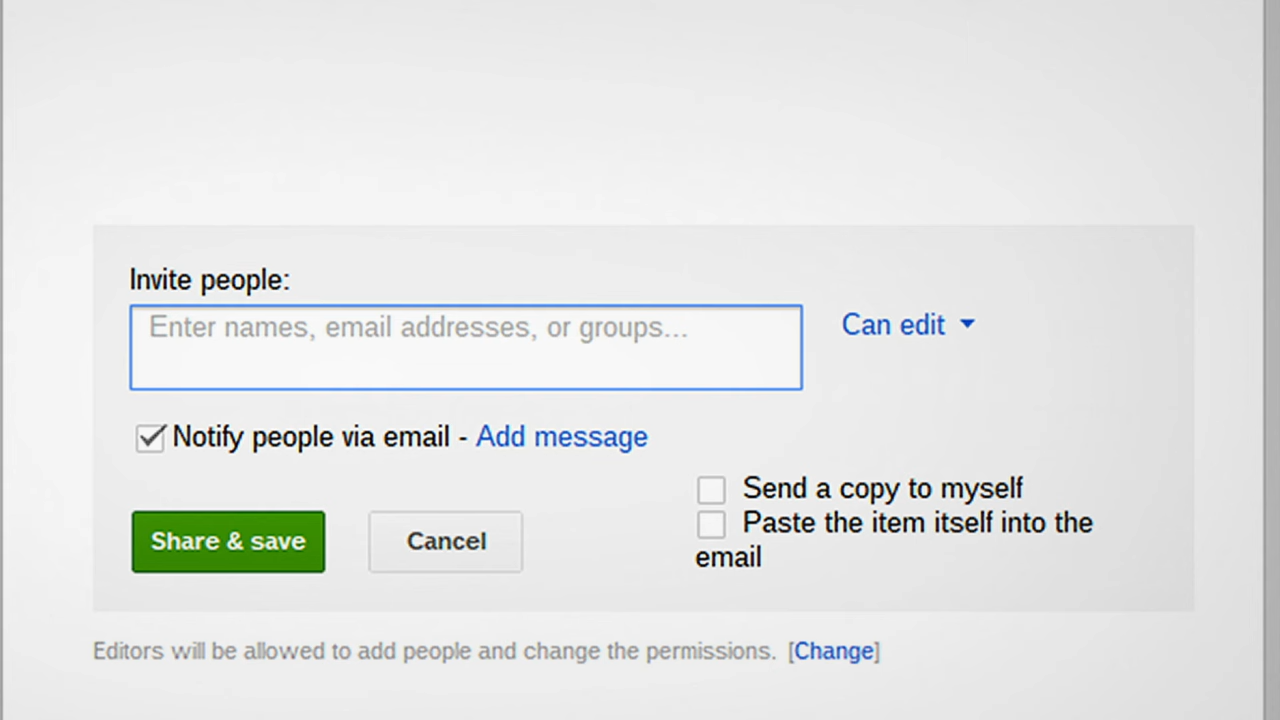 Invite people:
Enter names, email addresses, or groups...
Can edit
Notify people via email - Add message
Send a copy to myself
Paste the item itself into the
email
Share & save
Cancel
Editors will be allowed to add people and change the permissions. [Change]